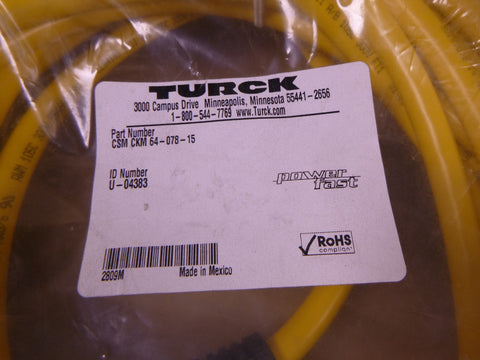 TURCK
3000 Campus Drive Minneapolis, Minnesota 55441-2656
1-800-544-7769 www.Turck.com
Part Number
CSM CKM 64-078-15
ID Number
U-04383
power fast
RoHS
compliant
2809M
Made in Mexico